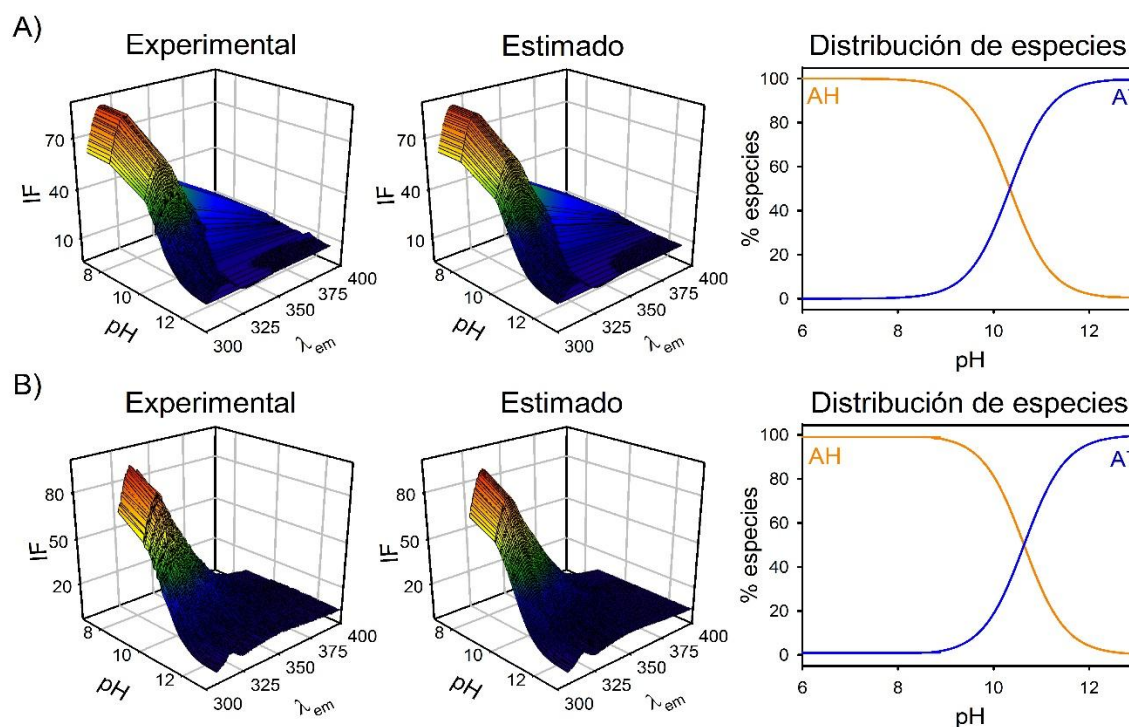 A)
Experimental
Estimado
Distribución de especies
70
40
10
IF
8
10
12
pH
300
325
350
375
400
λem
70
40
10
IF
8
10
12
pH
300
325
350
375
400
λem
100
80
60
40
20
0
% especies
AH
A-
6
8
10
12
pH
B)
Experimental
Estimado
Distribución de especies
80
50
20
IF
8
10
12
pH
300
325
350
375
400
λem
80
50
20
IF
8
10
12
pH
300
325
350
375
400
λem
100
80
60
40
20
0
% especies
AH
A-
6
8
10
12
pH